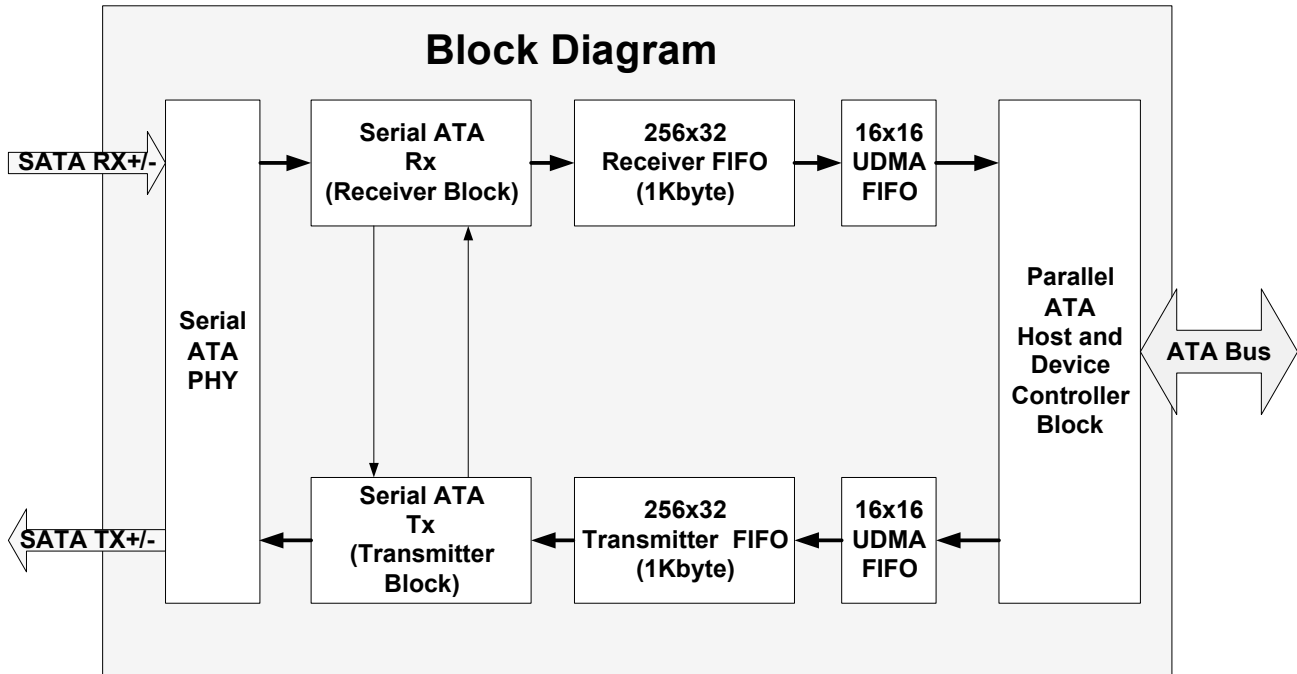 Block Diagram
SATA RX+/-
Serial ATA
Rx
(Receiver Block)
256x32
Receiver FIFO
(1Kbyte)
16x16
UDMA
FIFO
Serial
ATA
PHY
Parallel
ATA
Host and
Device
Controller
Block
ATA Bus
SATA TX+/-
Serial ATA
Tx
(Transmitter
Block)
256x32
Transmitter FIFO
(1Kbyte)
16x16
UDMA
FIFO